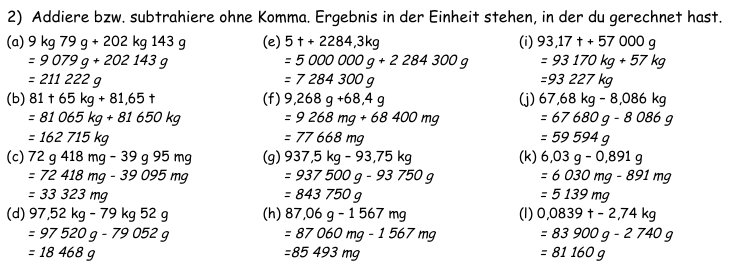 2) Addiere bzw. subtrahiere ohne Komma. Ergebnis in der Einheit stehen, in der du gerechnet hast.
(a) 9 kg 79 g + 202 kg 143 g
= 9 079 g + 202 143 g
= 211 222 g
(b) 81 t 65 kg + 81,65 t
= 81 065 kg + 81 650 kg
= 162 715 kg
(c) 72 g 418 mg – 39 g 95 mg
= 72 418 mg - 39 095 mg
= 33 323 mg
(d) 97,52 kg – 79 kg 52 g
= 97 520 g - 79 052 g
= 18 468 g
(e) 5 t + 2284,3kg
= 5 000 000 g + 2 284 300 g
= 7 284 300 g
(f) 9,268 g +68,4 g
= 9 268 mg + 68 400 mg
= 77 668 mg
(g) 937,5 kg – 93,75 kg
= 937 500 g - 93 750 g
= 843 750 g
(h) 87,06 g – 1 567 mg
= 87 060 mg - 1 567 mg
=85 493 mg
(i) 93,17 t + 57 000 g
= 93 170 kg + 57 kg
=93 227 kg
(j) 67,68 kg – 8,086 kg
= 67 680 g - 8 086 g
= 59 594 g
(k) 6,03 g – 0,891 g
= 6 030 mg - 891 mg
= 5 139 mg
(l) 0,0839 t – 2,74 kg
= 83 900 g - 2 740 g
= 81 160 g